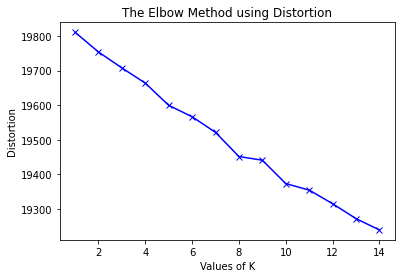 The Elbow Method using Distortion
19800
19700
19600
19500
19400
19300
Distortion
2 4 6 8 10 12 14
Values of K